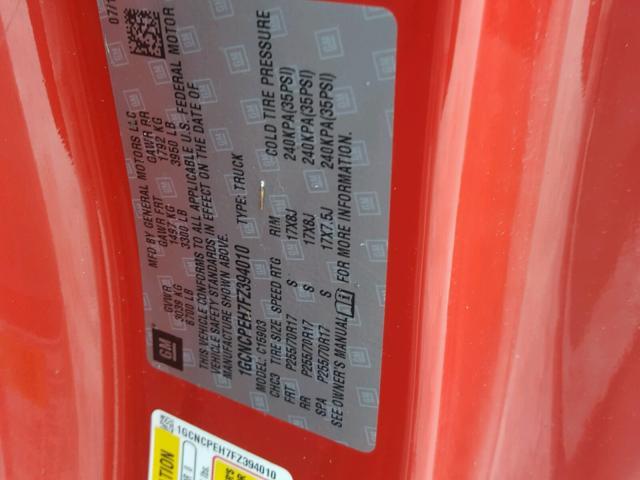 07/1
GM
MFD BY GENERAL MOTORS LLC
GVWR GAWR FRT GAWR RR
3039 KG 1497 KG 1792 KG
6700 LB 3300 LB 3950 LB
THIS VEHICLE CONFORMS TO ALL APPLICABLE U.S. FEDERAL MOTOR
VEHICLE SAFETY STANDARDS IN EFFECT ON THE DATE OF
MANUFACTURE SHOWN ABOVE.
1GCNCPEH7FZ394010 TYPE: TRUCK
MODEL: C15903
CHC3 TIRE SIZE SPEED RTG RIM COLD TIRE PRESSURE
FRT P255/70R17 S 17X8J 240KPA(35PSI)
RR P255/70R17 S 17X8J 240KPA(35PSI)
SPA P255/70R17 S 17X7.5J 240KPA(35PSI)
SEE OWNER'S MANUAL FOR MORE INFORMATION.
1GCNCPEH7FZ394010
ATION
lbs.